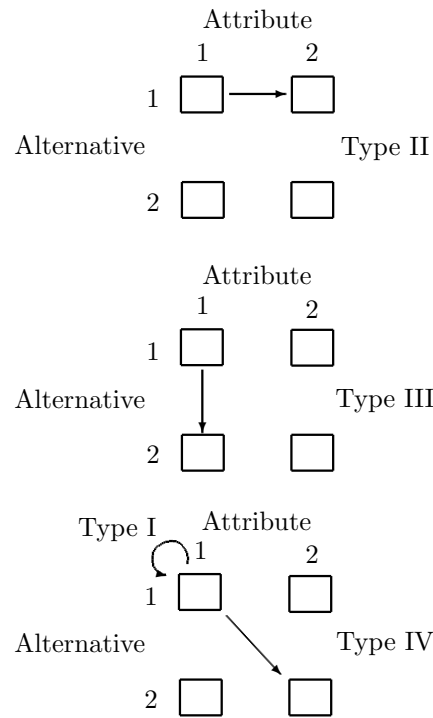 Attribute
1 2
1
Alternative Type II
2
Attribute
1 2
1
Alternative Type III
2
Type I Attribute
1 2
1
Alternative Type IV
2